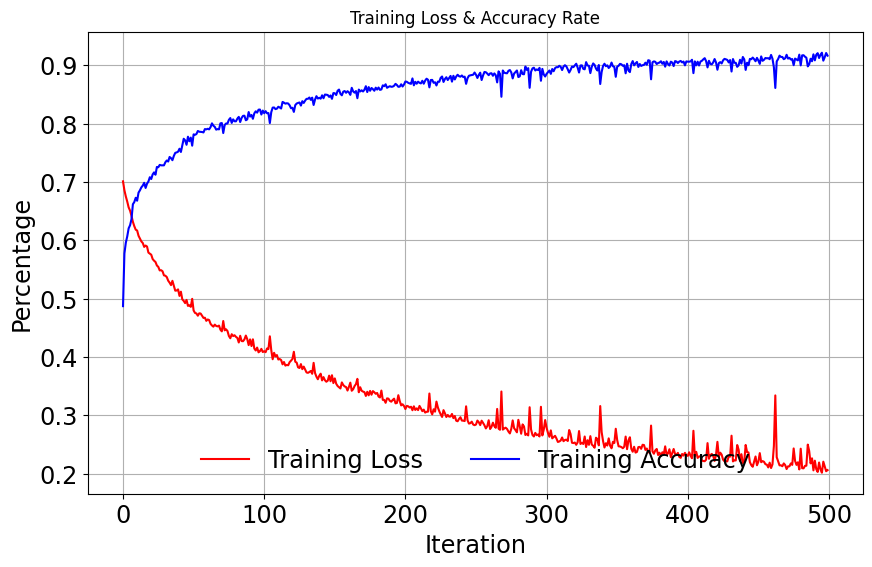 Training Loss & Accuracy Rate
0.9
0.8
0.7
0.6
0.5
0.4
0.3
0.2
Percentage
Training Loss Training Accuracy
0 100 200 300 400 500
Iteration